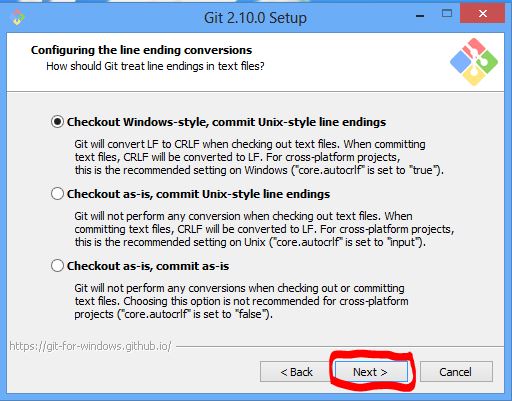 Git 2.10.0 Setup
Configuring the line ending conversions
How should Git treat line endings in text files?
Checkout Windows-style, commit Unix-style line endings
Git will convert LF to CRLF when checking out text files. When committing
text files, CRLF will be converted to LF. For cross-platform projects,
this is the recommended setting on Windows ("core.autocrlf" is set to "true").
Checkout as-is, commit Unix-style line endings
Git will not perform any conversion when checking out text files. When
committing text files, CRLF will be converted to LF. For cross-platform projects,
this is the recommended setting on Unix ("core.autocrlf" is set to "input").
Checkout as-is, commit as-is
Git will not perform any conversions when checking out or committing
text files. Choosing this option is not recommended for cross-platform
projects ("core.autocrlf" is set to "false").
https://git-for-windows.github.io/
< Back Next > Cancel